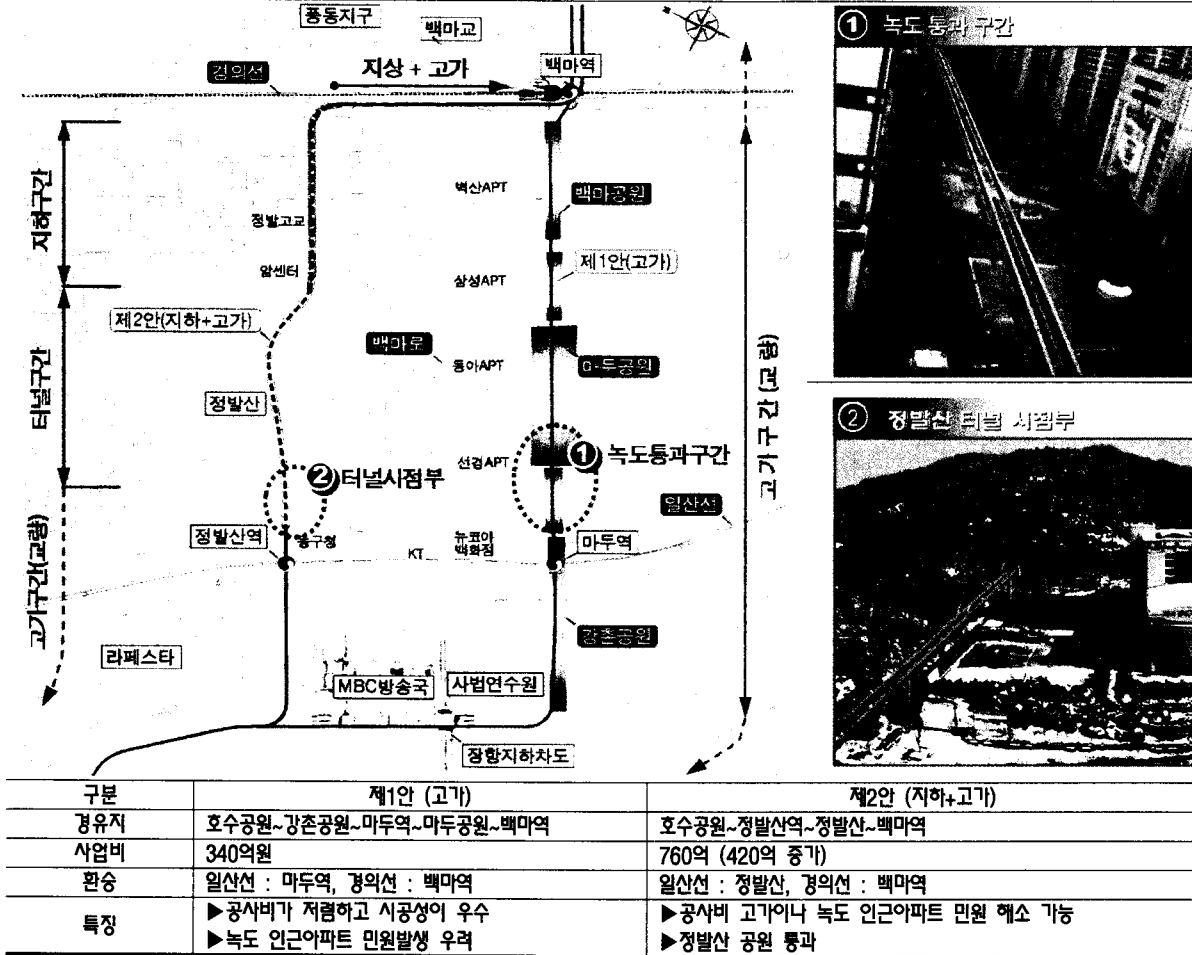 풍동지구
백마교
경의선
지상 + 고가
백마역
지하구간
터널구간
고가구간(교량)
벽산APT
백마공원
정발고교
암센터
제1안(고가)
삼성APT
제2안(지하+고가)
백마로
동아APT
마두공원
정발산
고가구간(교량)
선경APT
1 녹도통과구간
2 터널시점부
일산선
정발산역
KT
뉴코아
백화점
마두역
강촌공원
라페스타
MBC방송국
사법연수원
장항지하차도
1 녹도 통과 구간
2 정발산 터널 시점부
구분 제1안 (고가) 제2안 (지하+고가)
경유지 호수공원~강촌공원~마두역~마두공원~백마역 호수공원~정발산역~정발산~백마역
사업비 340억원 760억 (420억 증가)
환승 일산선 : 마두역, 경의선 : 백마역 일산선 : 정발산, 경의선 : 백마역
특징 ▶공사비가 저렴하고 시공성이 우수 ▶공사비 고가이나 녹도 인근아파트 민원 해소 가능
▶녹도 인근아파트 민원발생 우려 ▶정발산 공원 통과